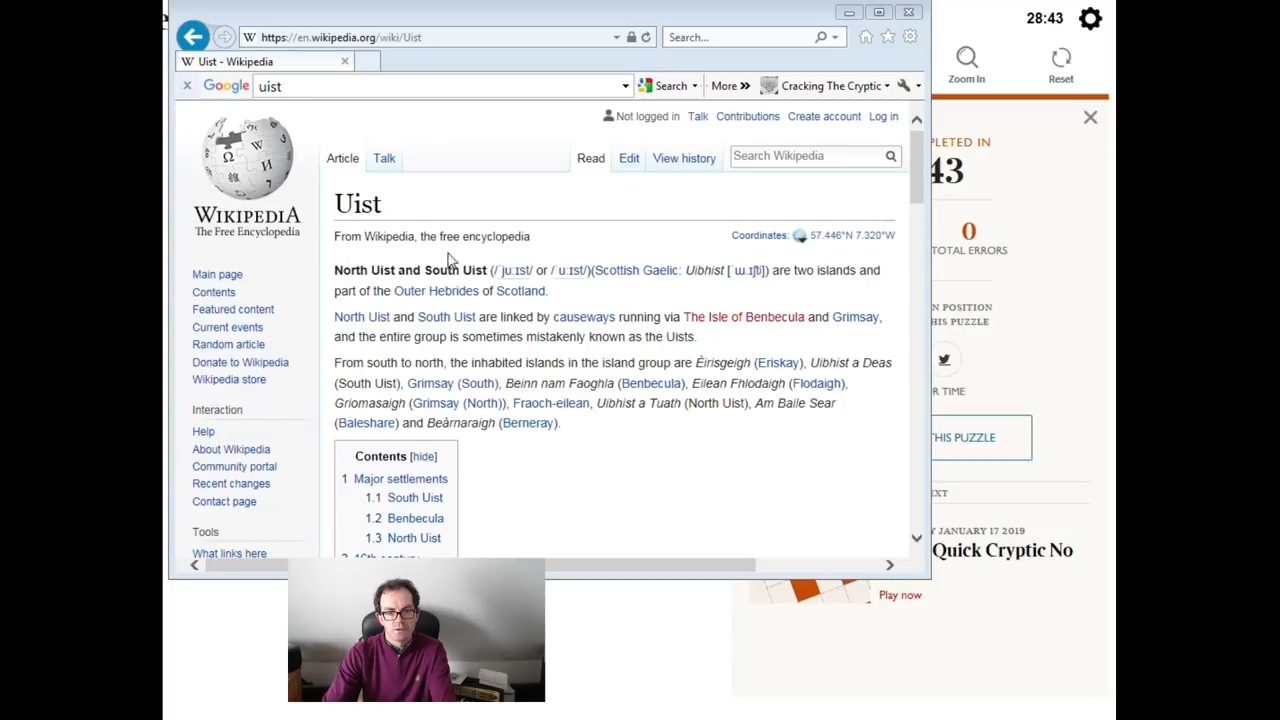 https://en.wikipedia.org/wiki/Uist
Search...
28:43
W Uist - Wikipedia
Zoom In
Reset
x Google uist
Search
More »
Cracking The Cryptic
Not logged in Talk Contributions Create account Log in
Article Talk
Read Edit View history
Search Wikipedia
WIKIPEDIA
The Free Encyclopedia
Uist
From Wikipedia, the free encyclopedia
Coordinates: 57.446°N 7.320°W
North Uist and South Uist (/ˈjuːɪst/ or /ˈuːɪst/)(Scottish Gaelic: Uibhist [ˈɯ.ɪʃtʲ]) are two islands and
part of the Outer Hebrides of Scotland.
North Uist and South Uist are linked by causeways running via The Isle of Benbecula and Grimsay,
and the entire group is sometimes mistakenly known as the Uists.
From south to north, the inhabited islands in the island group are Èirisgeigh (Eriskay), Uibhist a Deas
(South Uist), Grimsay (South), Beinn nam Faoghla (Benbecula), Eilean Fhlodaigh (Flodaigh),
Griomasaigh (Grimsay (North)), Fraoch-eilean, Uibhist a Tuath (North Uist), Am Baile Sear
(Baleshare) and Beàrnaraigh (Berneray).
Contents [hide]
1 Major settlements
1.1 South Uist
1.2 Benbecula
1.3 North Uist
2 16th century
Main page
Contents
Featured content
Current events
Random article
Donate to Wikipedia
Wikipedia store
Interaction
Help
About Wikipedia
Community portal
Recent changes
Contact page
Tools
What links here
PLETED IN
43
0
OTAL ERRORS
N POSITION
HIS PUZZLE
R TIME
THIS PUZZLE
EXT
Y JANUARY 17 2019
Quick Cryptic No
Play now